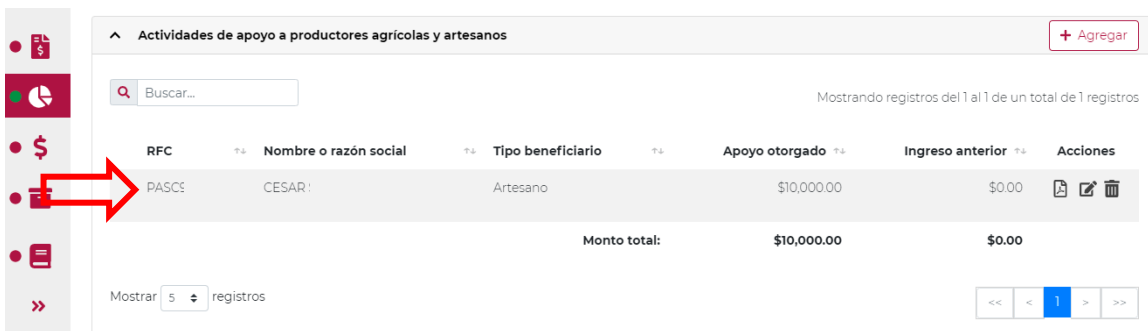 Actividades de apoyo a productores agrícolas y artesanos + Agregar
Buscar... Mostrando registros del 1 al 1 de un total de 1 registros
RFC Nombre o razón social Tipo beneficiario Apoyo otorgado Ingreso anterior Acciones
CESAR Artesano $10,000.00 $0.00
Monto total: $10,000.00 $0.00
Mostrar 5 registros << < 1 > >>